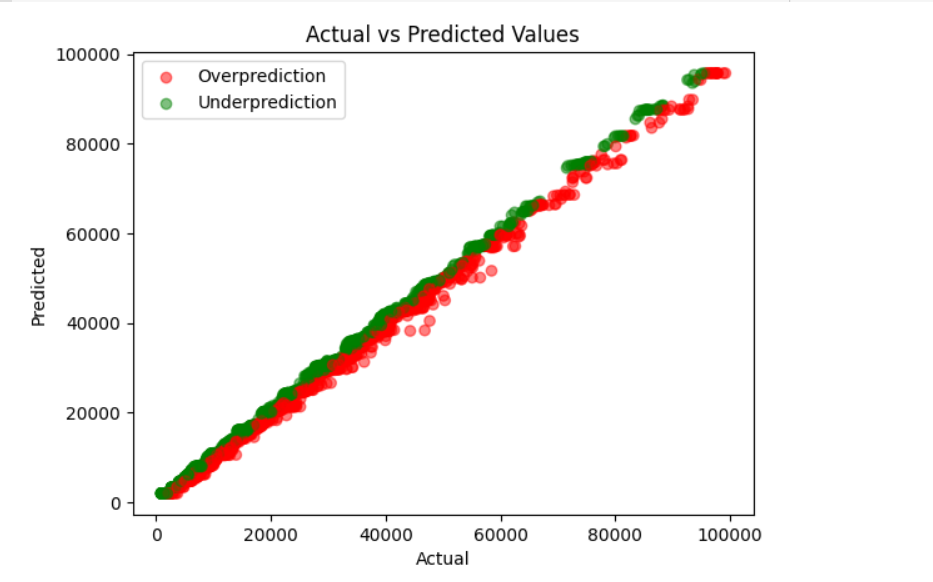 Actual vs Predicted Values
Overprediction
Underprediction
100000
80000
60000
40000
20000
0
Predicted
0 20000 40000 60000 80000 100000
Actual